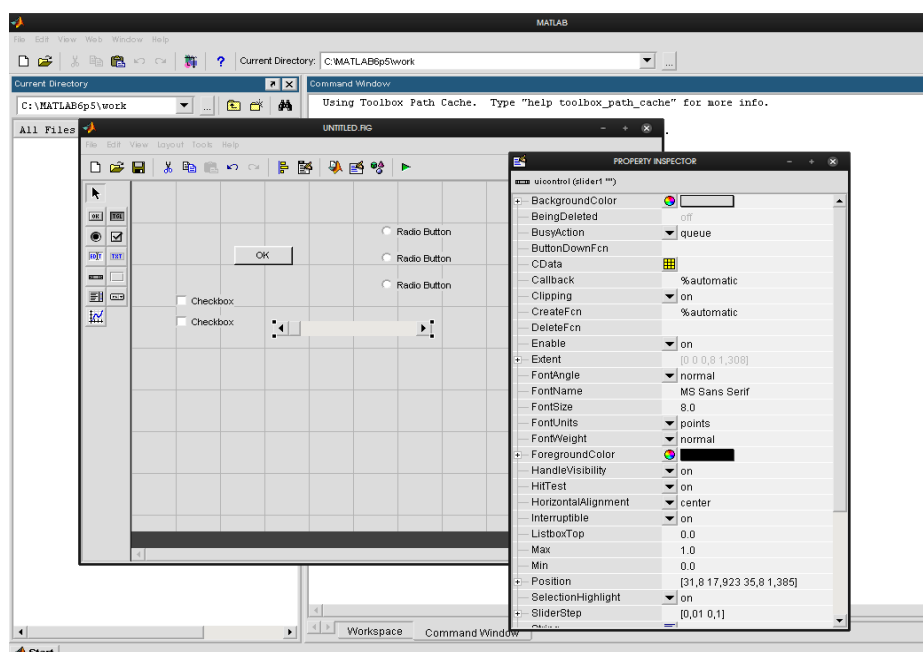 MATLAB
File Edit View Web Window Help
? Current Directory: C:\MATLAB6p5\work ...
Current Directory
C:\MATLAB6p5\work ...
All Files
Command Window
Using Toolbox Path Cache. Type "help toolbox_path_cache" for more info.
UNTITLED.FIG
File Edit View Layout Tools Help
OK TGL
EDIT TXT
OK
Radio Button
Radio Button
Radio Button
Checkbox
Checkbox
PROPERTY INSPECTOR
uicontrol (slider1 "")
BackgroundColor
BeingDeleted off
BusyAction queue
ButtonDownFcn
CData
Callback %automatic
Clipping on
CreateFcn %automatic
DeleteFcn
Enable on
Extent [0 0 0,8 1,308]
FontAngle normal
FontName MS Sans Serif
FontSize 8.0
FontUnits points
FontWeight normal
ForegroundColor
HandleVisibility on
HitTest on
HorizontalAlignment center
Interruptible on
ListboxTop 0.0
Max 1.0
Min 0.0
Position [31,8 17,923 35,8 1,385]
SelectionHighlight on
SliderStep [0,01 0,1]
Workspace Command Window